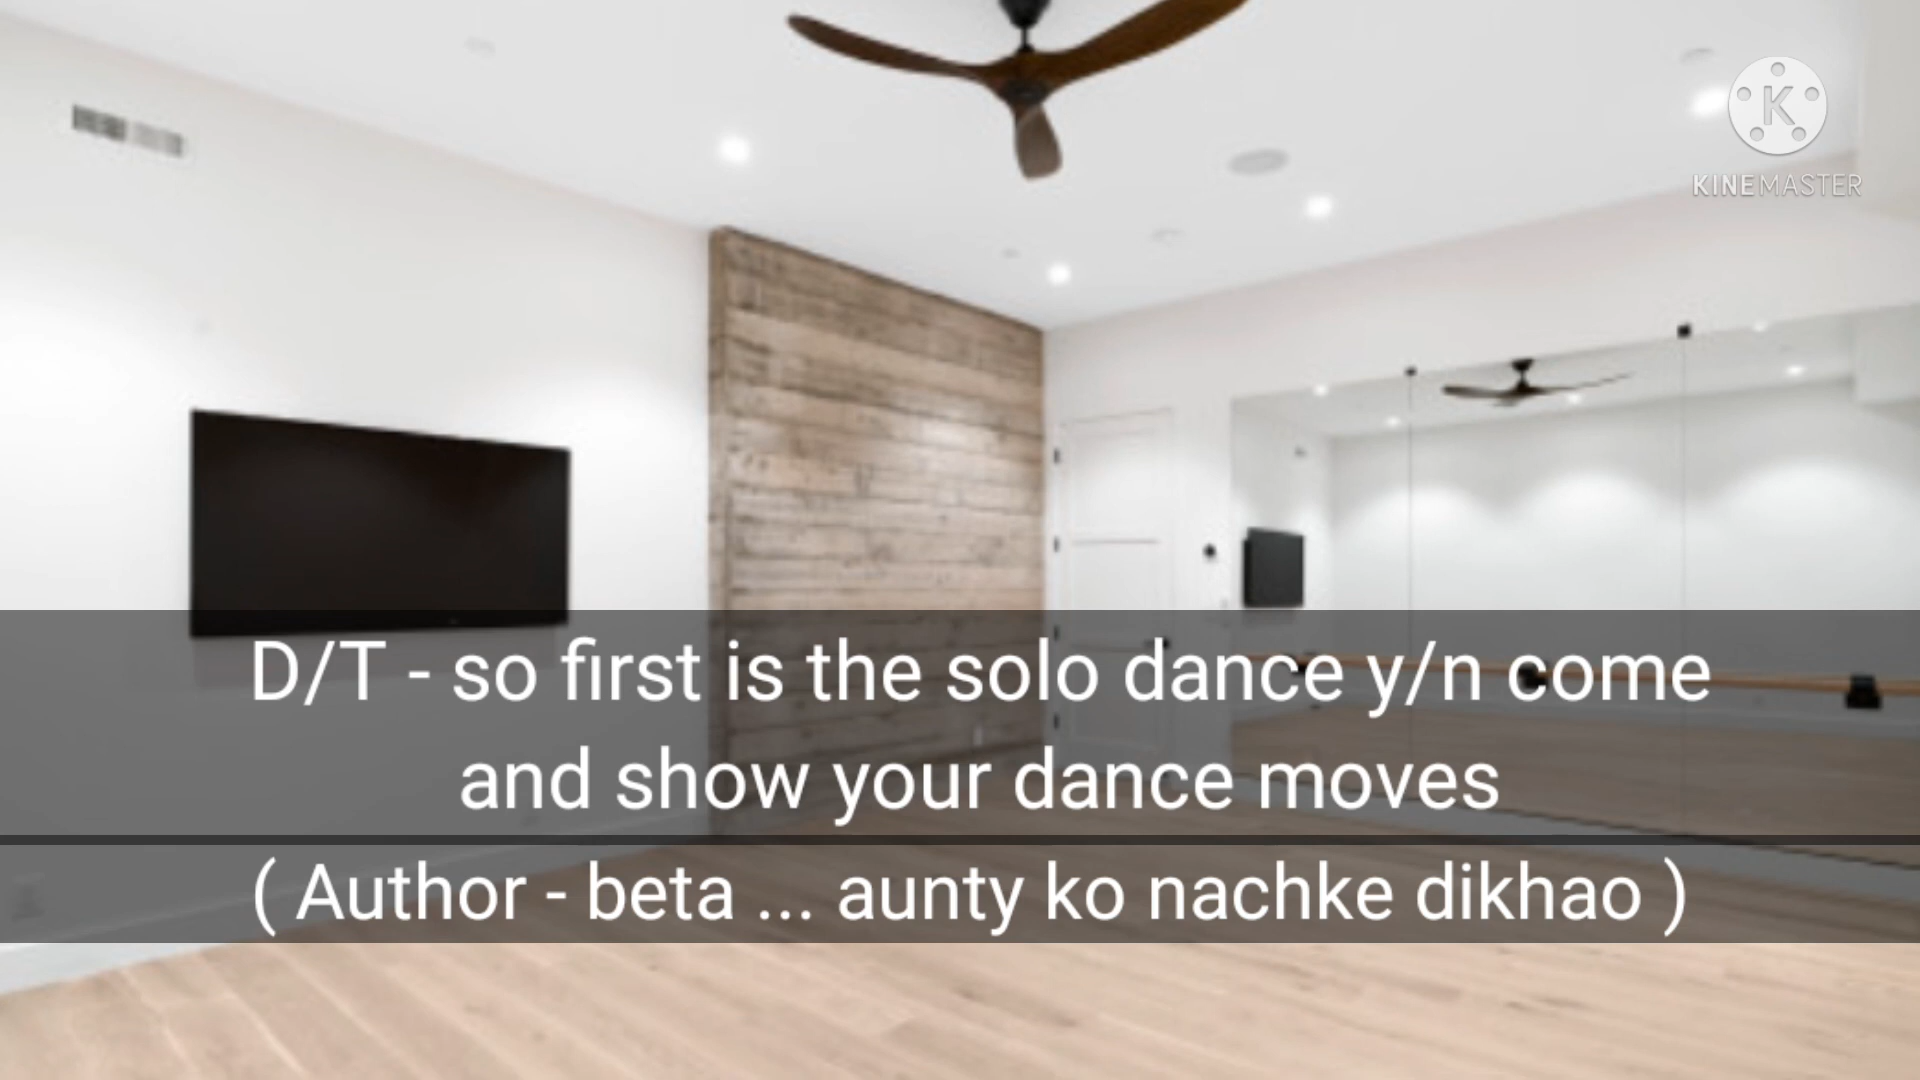 KINEMASTER
D/T - so first is the solo dance y/n come
and show your dance moves
( Author - beta ... aunty ko nachke dikhao )